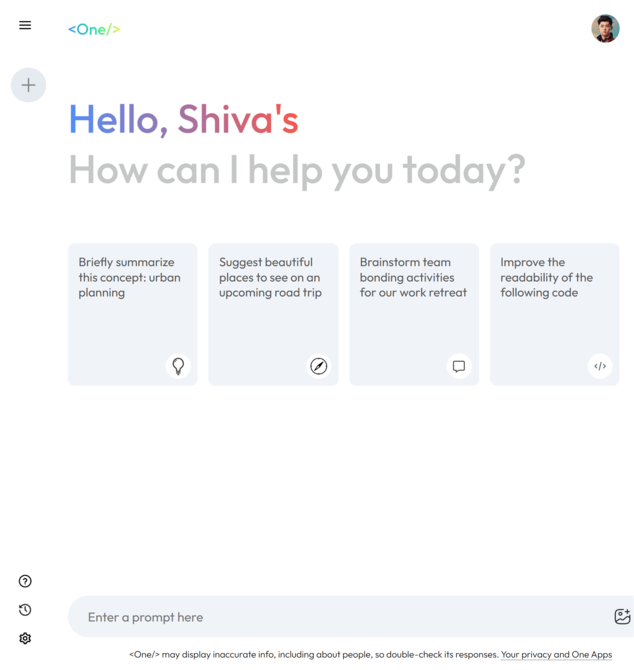 <One/>
Hello, Shiva's
How can I help you today?
Briefly summarize
this concept: urban
planning
Suggest beautiful
places to see on an
upcoming road trip
Brainstorm team
bonding activities
for our work retreat
Improve the
readability of the
following code
Enter a prompt here
<One/> may display inaccurate info, including about people, so double-check its responses. Your privacy and One Apps